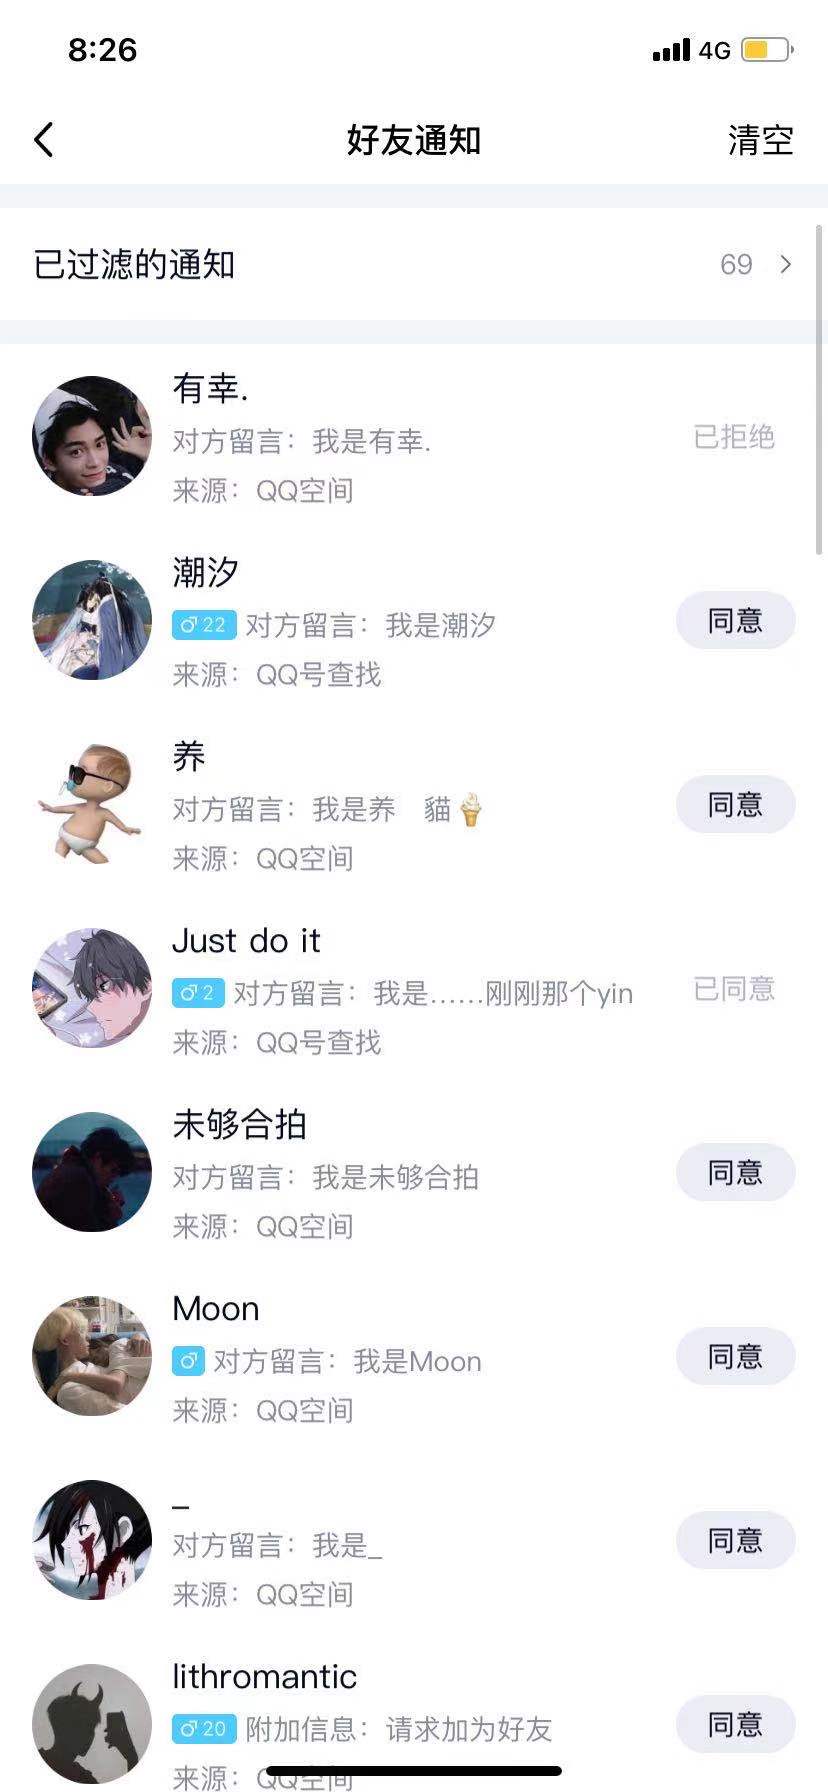 8:26
4G
好友通知
清空
已过滤的通知
69
有幸.
对方留言：我是有幸.
已拒绝
来源：QQ空间
潮汐
♂22 对方留言：我是潮汐
同意
来源：QQ号查找
养
对方留言：我是养 貓🍦
同意
来源：QQ空间
Just do it
♂2 对方留言：我是……刚刚那个yin
已同意
来源：QQ号查找
未够合拍
对方留言：我是未够合拍
同意
来源：QQ空间
Moon
♂ 对方留言：我是Moon
同意
来源：QQ空间
_
对方留言：我是_
同意
来源：QQ空间
lithromantic
♂20 附加信息：请求加为好友
同意
来源：QQ空间